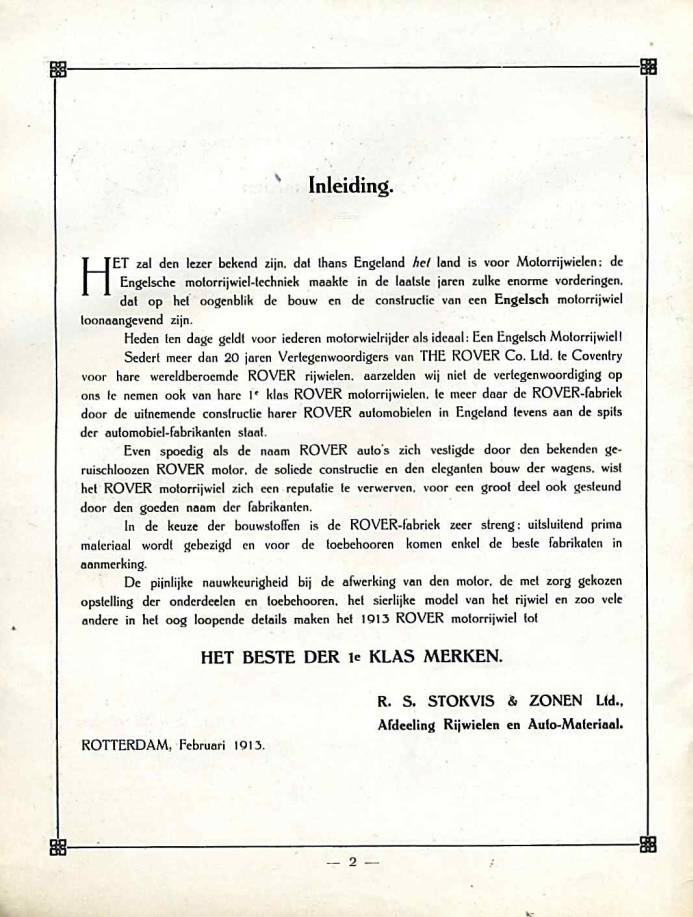 Inleiding.
HET zal den lezer bekend zijn, dat thans Engeland het land is voor Motorrijwielen; de
Engelsche motorrijwiel-techniek maakte in de laatste jaren zulke enorme vorderingen,
dat op het oogenblik de bouw en de constructie van een Engelsch motorrijwiel
toonaangevend zijn.
Heden ten dage geldt voor iederen motorwielrijder als ideaal: Een Engelsch Motorrijwiel!
Sedert meer dan 20 jaren Vertegenwoordigers van THE ROVER Co. Ltd. te Coventry
voor hare wereldberoemde ROVER rijwielen, aarzelden wij niet de vertegenwoordiging op
ons te nemen ook van hare 1e klas ROVER motorrijwielen, te meer daar de ROVER-fabriek
door de uitnemende constructie harer ROVER automobielen in Engeland tevens aan de spits
der automobiel-fabrikanten staat.
Even spoedig als de naam ROVER auto's zich vestigde door den bekenden ge-
ruischloozen ROVER motor, de soliede constructie en den eleganten bouw der wagens, wist
het ROVER motorrijwiel zich een reputatie te verwerven, voor een groot deel ook gesteund
door den goeden naam der fabrikanten.
In de keuze der bouwstoffen is de ROVER-fabriek zeer streng; uitsluitend prima
materiaal wordt gebezigd en voor de toebehooren komen enkel de beste fabrikaten in
aanmerking.
De pijnlijke nauwkeurigheid bij de afwerking van den motor, de met zorg gekozen
opstelling der onderdeelen en toebehooren, het sierlijke model van het rijwiel en zoo vele
andere in het oog loopende details maken het 1913 ROVER motorrijwiel tot
HET BESTE DER 1e KLAS MERKEN.
R. S. STOKVIS & ZONEN Ltd.,
Afdeeling Rijwielen en Auto-Materiaal.
ROTTERDAM, Februari 1913.
— 2 —